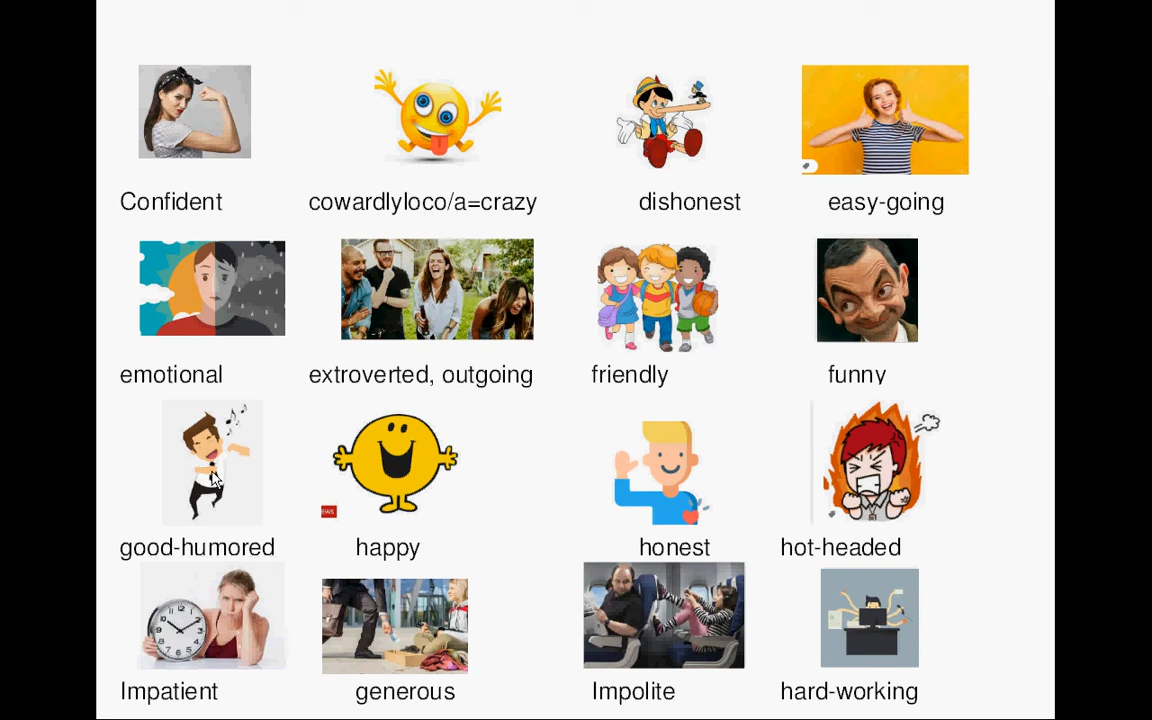 Confident cowardlyloco/a=crazy dishonest easy-going
emotional extroverted, outgoing friendly funny
EWS
good-humored happy honest hot-headed
Impatient generous Impolite hard-working